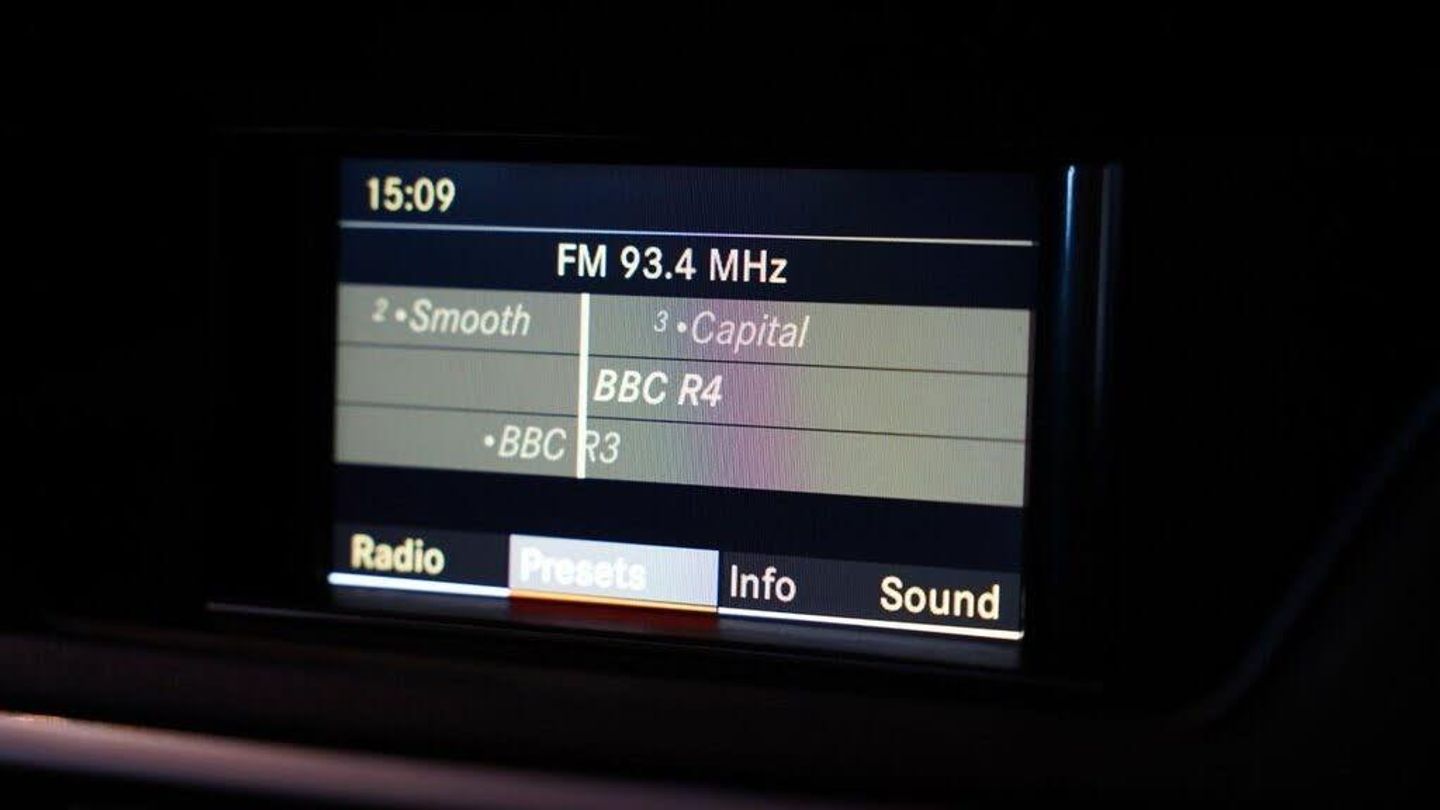 15:09
FM 93.4 MHz
2 •Smooth 3 •Capital
BBC R4
•BBC R3
Radio Presets Info Sound